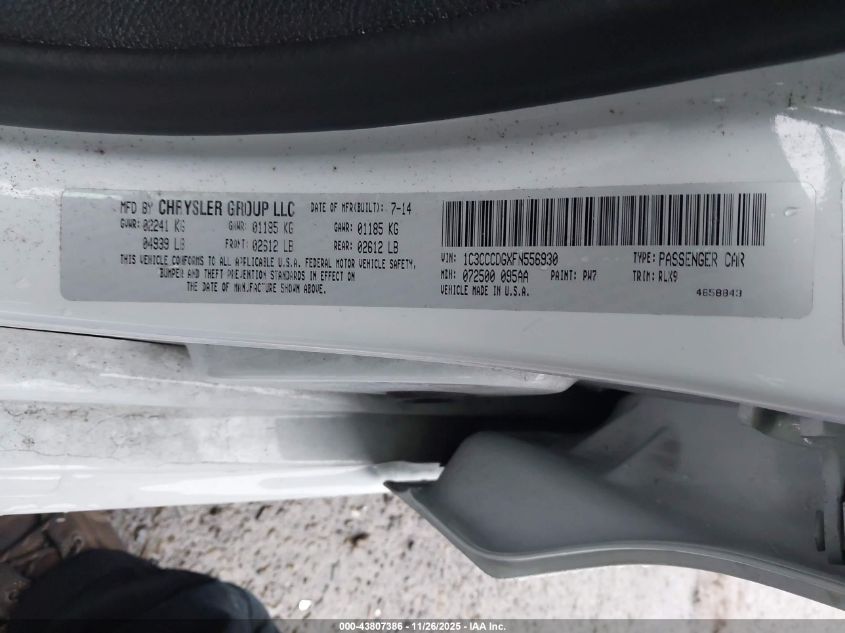 MFD BY CHRYSLER GROUP LLC DATE OF MFR(BUILT): 7-14
GVWR: 02241 KG GAWR: 01185 KG GAWR: 01185 KG
04939 LB FRONT: 02612 LB REAR: 02612 LB
THIS VEHICLE CONFORMS TO ALL APPLICABLE U.S.A. FEDERAL MOTOR VEHICLE SAFETY,
BUMPER AND THEFT PREVENTION STANDARDS IN EFFECT ON
THE DATE OF MANUFACTURE SHOWN ABOVE.
VIN: 1C3CCCDGXFN556930 TYPE: PASSENGER CAR
MDH: 072500 095AA PAINT: PW7 TRIM: RLX9
VEHICLE MADE IN U.S.A. 4658843
000-43807386 | 11/26/2025 | IAA Inc.